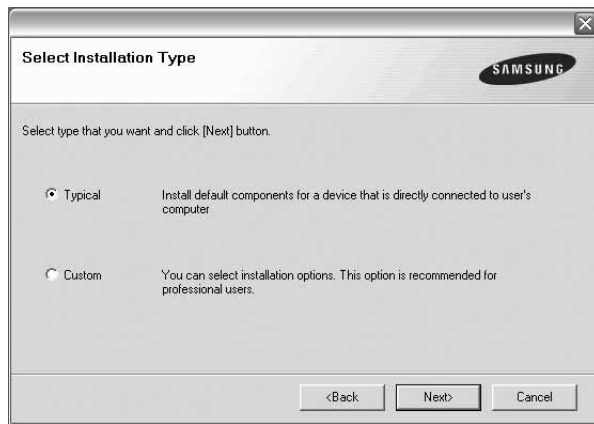 Select Installation Type
SAMSUNG
Select type that you want and click [Next] button.
Typical
Install default components for a device that is directly connected to user's
computer
Custom
You can select installation options. This option is recommended for
professional users.
<Back
Next>
Cancel